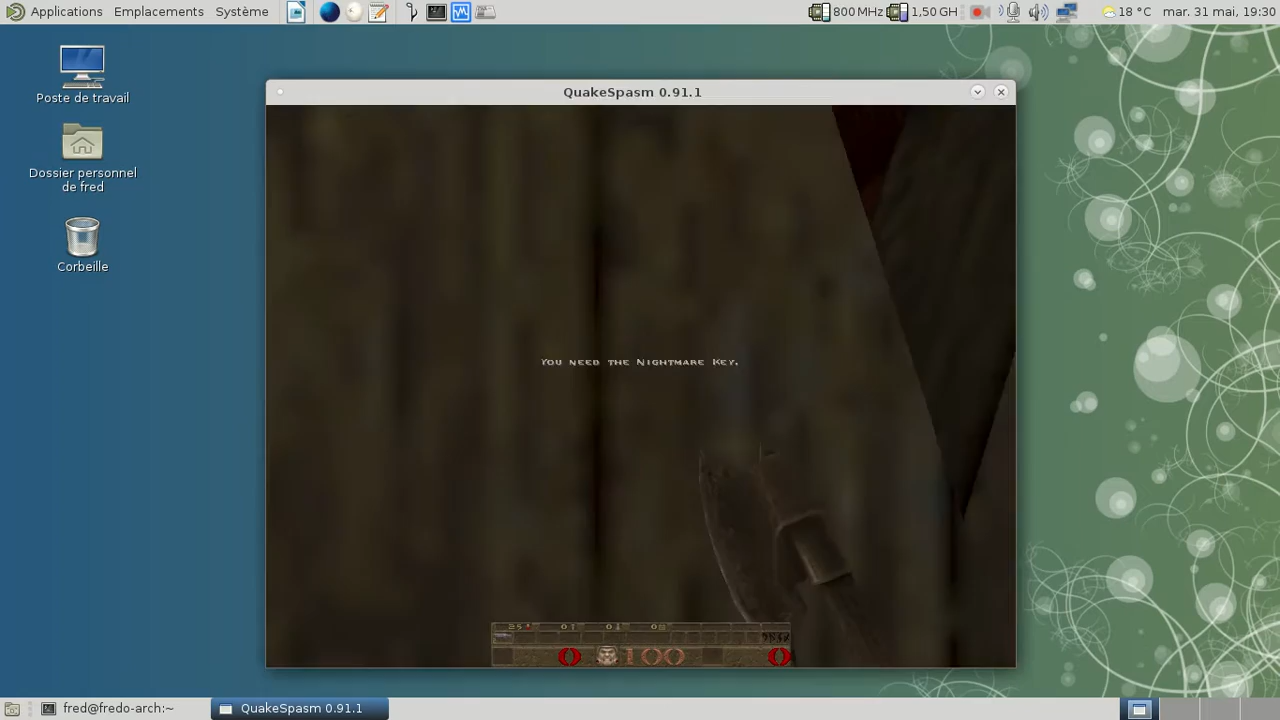 Applications Emplacements Système 800 MHz 1,50 GH 18 °C mar. 31 mai, 19:30
Poste de travail
Dossier personnel
de fred
Corbeille
QuakeSpasm 0.91.1
You need the Nightmare Key.
100
0 0
fred@fredo-arch:~ QuakeSpasm 0.91.1